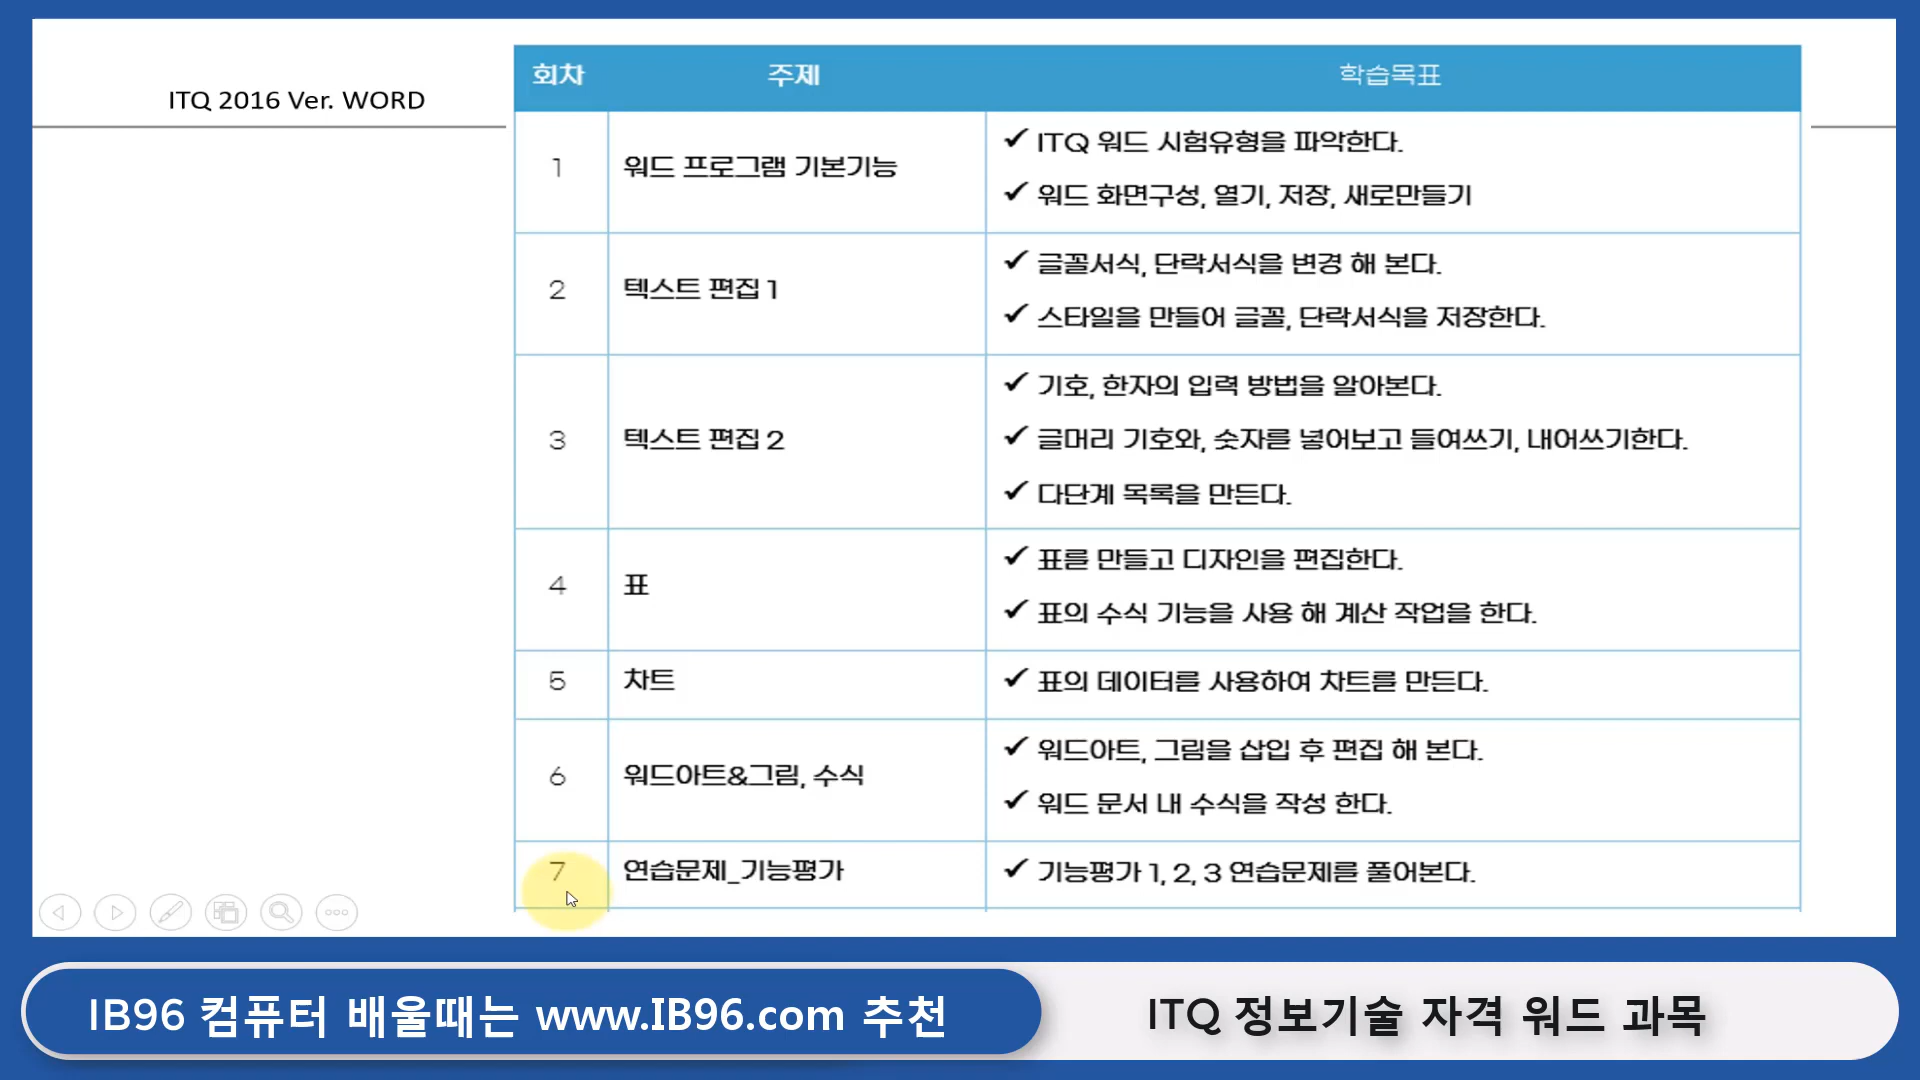 ITQ 2016 Ver. WORD
회차 주제 학습목표
1 워드 프로그램 기본기능
✓ ITQ 워드 시험유형을 파악한다.
✓ 워드 화면구성, 열기, 저장, 새로만들기
2 텍스트 편집 1
✓ 글꼴서식, 단락서식을 변경 해 본다.
✓ 스타일을 만들어 글꼴, 단락서식을 저장한다.
3 텍스트 편집 2
✓ 기호, 한자의 입력 방법을 알아본다.
✓ 글머리 기호와, 숫자를 넣어보고 들여쓰기, 내어쓰기한다.
✓ 다단계 목록을 만든다.
4 표
✓ 표를 만들고 디자인을 편집한다.
✓ 표의 수식 기능을 사용 해 계산 작업을 한다.
5 차트
✓ 표의 데이터를 사용하여 차트를 만든다.
6 워드아트&그림, 수식
✓ 워드아트, 그림을 삽입 후 편집 해 본다.
✓ 워드 문서 내 수식을 작성 한다.
7 연습문제_기능평가
✓ 기능평가 1, 2, 3 연습문제를 풀어본다.
IB96 컴퓨터 배울때는 www.IB96.com 추천
ITQ 정보기술 자격 워드 과목